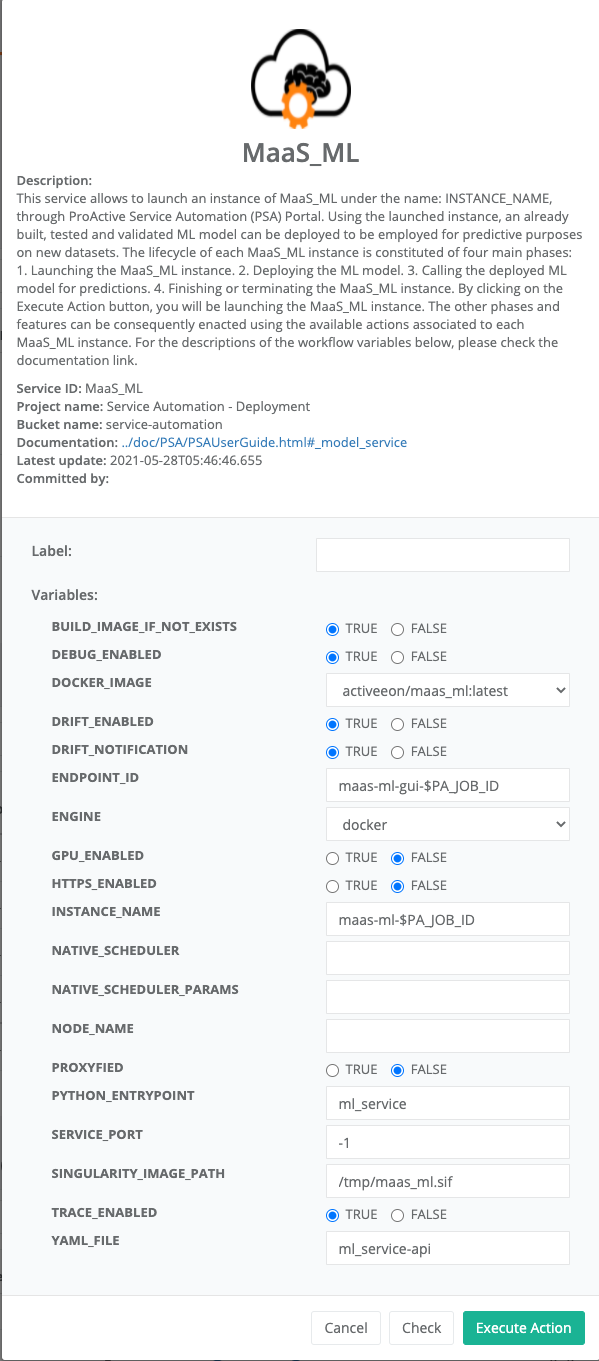 MaaS_ML
Description:
This service allows to launch an instance of MaaS_ML under the name: INSTANCE_NAME,
through ProActive Service Automation (PSA) Portal. Using the launched instance, an already
built, tested and validated ML model can be deployed to be employed for predictive purposes
on new datasets. The lifecycle of each MaaS_ML instance is constituted of four main phases:
1. Launching the MaaS_ML instance. 2. Deploying the ML model. 3. Calling the deployed ML
model for predictions. 4. Finishing or terminating the MaaS_ML instance. By clicking on the
Execute Action button, you will be launching the MaaS_ML instance. The other phases and
features can be consequently enacted using the available actions associated to each
MaaS_ML instance. For the descriptions of the workflow variables below, please check the
documentation link.
Service ID: MaaS_ML
Project name: Service Automation - Deployment
Bucket name: service-automation
Documentation: ../doc/PSA/PSAUserGuide.html#_model_service
Latest update: 2021-05-28T05:46:46.655
Committed by:
Label:
Variables:
BUILD_IMAGE_IF_NOT_EXISTS TRUE FALSE
DEBUG_ENABLED TRUE FALSE
DOCKER_IMAGE activeeon/maas_ml:latest
DRIFT_ENABLED TRUE FALSE
DRIFT_NOTIFICATION TRUE FALSE
ENDPOINT_ID maas-ml-gui-$PA_JOB_ID
ENGINE docker
GPU_ENABLED TRUE FALSE
HTTPS_ENABLED TRUE FALSE
INSTANCE_NAME maas-ml-$PA_JOB_ID
NATIVE_SCHEDULER
NATIVE_SCHEDULER_PARAMS
NODE_NAME
PROXYFIED TRUE FALSE
PYTHON_ENTRYPOINT ml_service
SERVICE_PORT -1
SINGULARITY_IMAGE_PATH /tmp/maas_ml.sif
TRACE_ENABLED TRUE FALSE
YAML_FILE ml_service-api
Cancel Check Execute Action